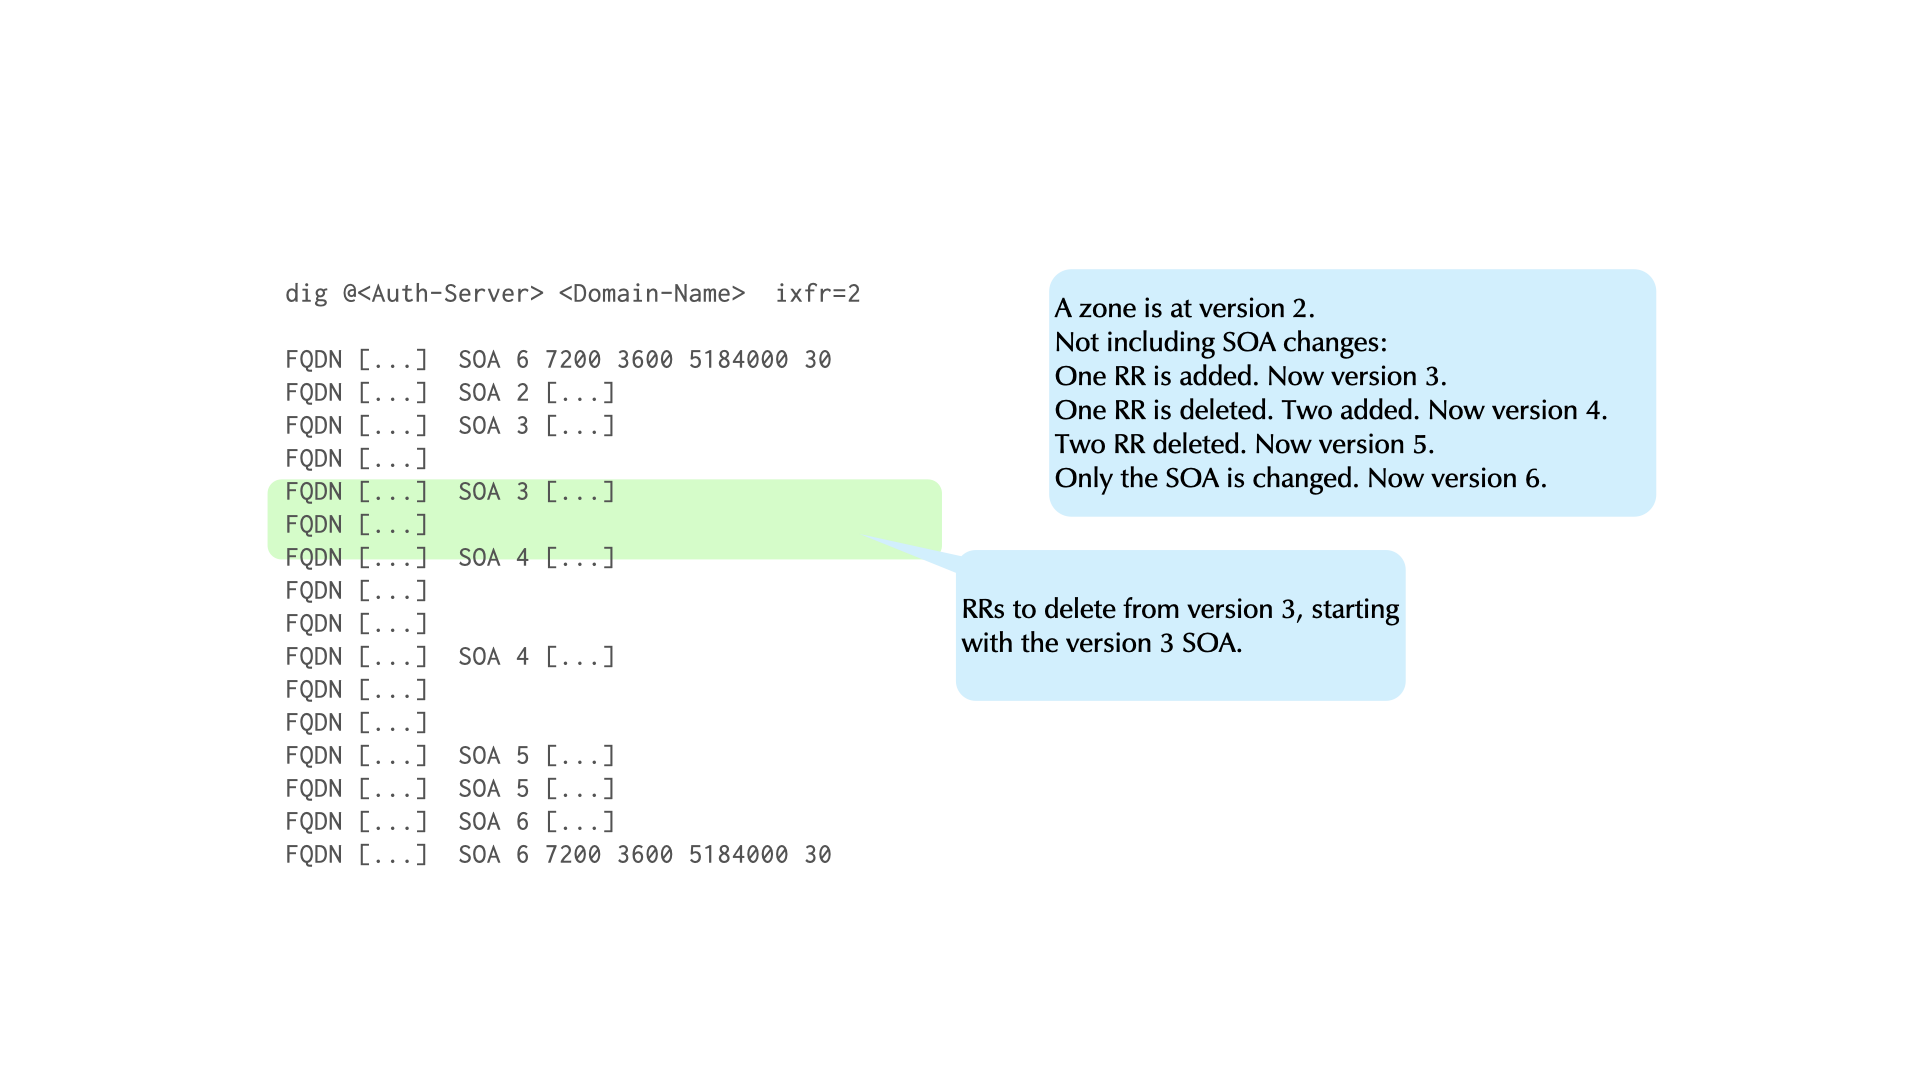 dig @<Auth-Server> <Domain-Name>  ixfr=2
FQDN [...]  SOA 6 7200 3600 5184000 30
FQDN [...]  SOA 2 [...]
FQDN [...]  SOA 3 [...]
FQDN [...]
FQDN [...]  SOA 3 [...]
FQDN [...]
FQDN [...]  SOA 4 [...]
FQDN [...]
FQDN [...]
FQDN [...]  SOA 4 [...]
FQDN [...]
FQDN [...]
FQDN [...]  SOA 5 [...]
FQDN [...]  SOA 5 [...]
FQDN [...]  SOA 6 [...]
FQDN [...]  SOA 6 7200 3600 5184000 30
A zone is at version 2.
Not including SOA changes:
One RR is added. Now version 3.
One RR is deleted. Two added. Now version 4.
Two RR deleted. Now version 5.
Only the SOA is changed. Now version 6.
RRs to delete from version 3, starting
with the version 3 SOA.